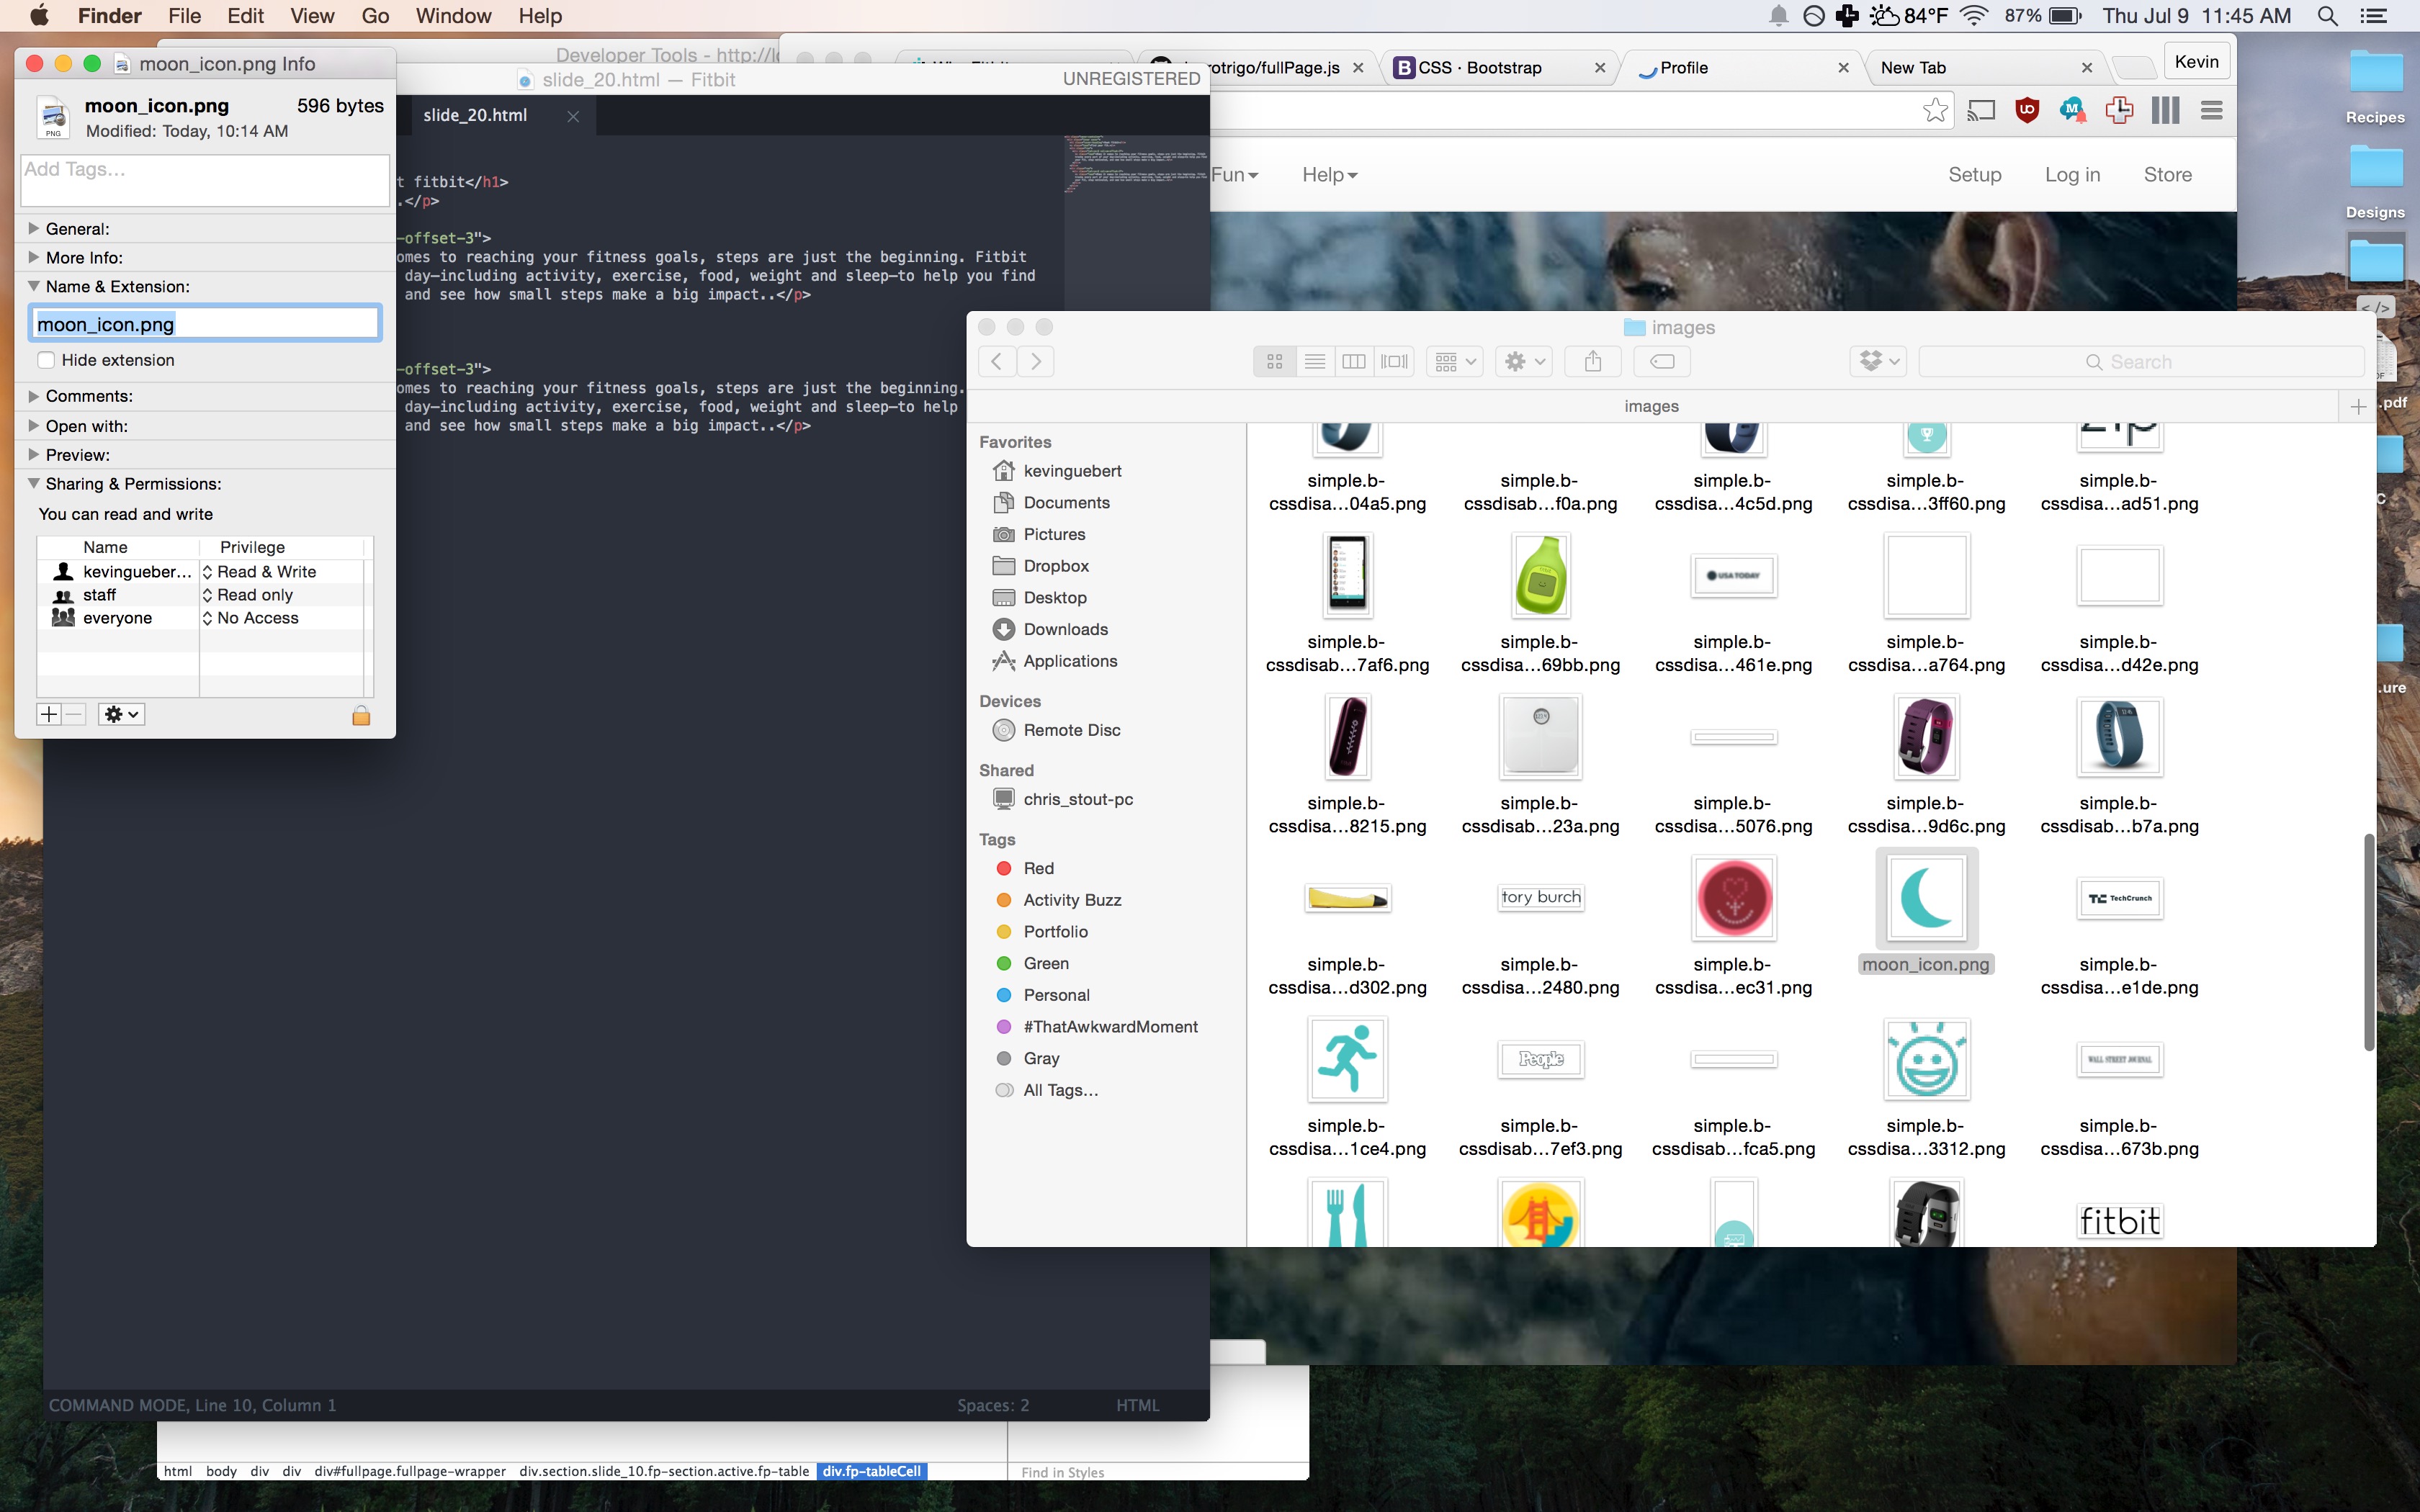 Finder File Edit View Go Window Help
84°F 87% Thu Jul 9 11:45 AM
moon_icon.png Info
moon_icon.png 596 bytes
Modified: Today, 10:14 AM
PNG
Add Tags…
General:
More Info:
Name & Extension:
moon_icon.png
Hide extension
Comments:
Open with:
Preview:
Sharing & Permissions:
You can read and write
Name Privilege
kevingueber… Read & Write
staff Read only
everyone No Access
Developer Tools - http://l
slide_20.html — Fitbit
UNREGISTERED
slide_20.html
t fitbit</h1>
.</p>
-offset-3">
omes to reaching your fitness goals, steps are just the beginning. Fitbit
day—including activity, exercise, food, weight and sleep—to help you find
and see how small steps make a big impact..</p>
-offset-3">
omes to reaching your fitness goals, steps are just the beginning.
day—including activity, exercise, food, weight and sleep—to help
and see how small steps make a big impact..</p>
COMMAND MODE, Line 10, Column 1
Spaces: 2
HTML
html body div div div#fullpage.fullpage-wrapper div.section.slide_10.fp-section.active.fp-table div.fp-tableCell
Find in Styles
rotrigo/fullPage.js
CSS · Bootstrap
Profile
New Tab
Kevin
Fun
Help
Setup
Log in
Store
images
Search
images
Favorites
kevinguebert
Documents
Pictures
Dropbox
Desktop
Downloads
Applications
Devices
Remote Disc
Shared
chris_stout-pc
Tags
Red
Activity Buzz
Portfolio
Green
Personal
#ThatAwkwardMoment
Gray
All Tags…
zip
simple.b-
cssdisa…04a5.png
simple.b-
cssdisab…f0a.png
simple.b-
cssdisa…4c5d.png
simple.b-
cssdisa…3ff60.png
simple.b-
cssdisa…ad51.png
USA TODAY
simple.b-
cssdisab…7af6.png
simple.b-
cssdisa…69bb.png
simple.b-
cssdisa…461e.png
simple.b-
cssdisa…a764.png
simple.b-
cssdisa…d42e.png
simple.b-
cssdisa…8215.png
simple.b-
cssdisab…23a.png
simple.b-
cssdisa…5076.png
simple.b-
cssdisa…9d6c.png
simple.b-
cssdisab…b7a.png
tory burch
TC TechCrunch
simple.b-
cssdisa…d302.png
simple.b-
cssdisa…2480.png
simple.b-
cssdisa…ec31.png
moon_icon.png
simple.b-
cssdisa…e1de.png
People
WALL STREET JOURNAL
simple.b-
cssdisa…1ce4.png
simple.b-
cssdisab…7ef3.png
simple.b-
cssdisab…fca5.png
simple.b-
cssdisa…3312.png
simple.b-
cssdisa…673b.png
fitbit
Recipes
Designs
</>
.pdf
.ure